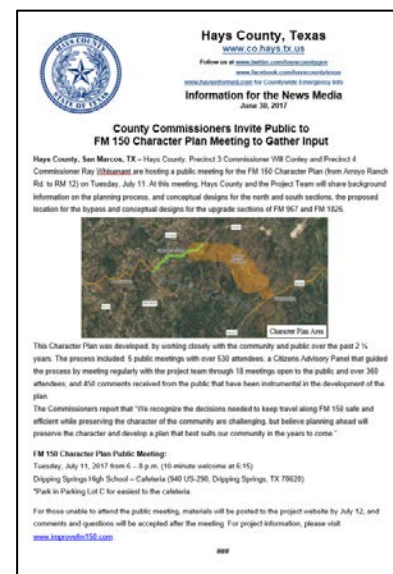 HAYS COUNTY
STATE OF TEXAS
Hays County, Texas
www.co.hays.tx.us
Follow us at www.twitter.com/hayscountygov
www.facebook.com/hayscountytexas
www.haysinformed.com for Countywide Emergency Info
Information for the News Media
June 30, 2017
County Commissioners Invite Public to
FM 150 Character Plan Meeting to Gather Input
Hays County, San Marcos, TX – Hays County, Precinct 3 Commissioner Will Conley and Precinct 4
Commissioner Ray Whisenant are hosting a public meeting for the FM 150 Character Plan (from Arroyo Ranch
Rd. to RM 12) on Tuesday, July 11. At this meeting, Hays County and the Project Team will share background
information on the planning process, and conceptual designs for the north and south sections, the proposed
location for the bypass and conceptual designs for the upgrade sections of FM 967 and FM 1826.
Character Plan Area
This Character Plan was developed, by working closely with the community and public over the past 2 ½
years. The process included: 5 public meetings with over 530 attendees; a Citizens Advisory Panel that guided
the process by meeting regularly with the project team through 18 meetings open to the public and over 360
attendees; and 450 comments received from the public that have been instrumental in the development of the
plan.
The Commissioners report that "We recognize the decisions needed to keep travel along FM 150 safe and
efficient while preserving the character of the community are challenging, but believe planning ahead will
preserve the character and develop a plan that best suits our community in the years to come."
FM 150 Character Plan Public Meeting:
Tuesday, July 11, 2017 from 6 – 8 p.m. (10-minute welcome at 6:15)
Dripping Springs High School – Cafeteria (940 US-290, Dripping Springs, TX 78620)
*Park in Parking Lot C for easiest to the cafeteria.
For those unable to attend the public meeting, materials will be posted to the project website by July 12, and
comments and questions will be accepted after the meeting. For project information, please visit
www.improvefm150.com.
###